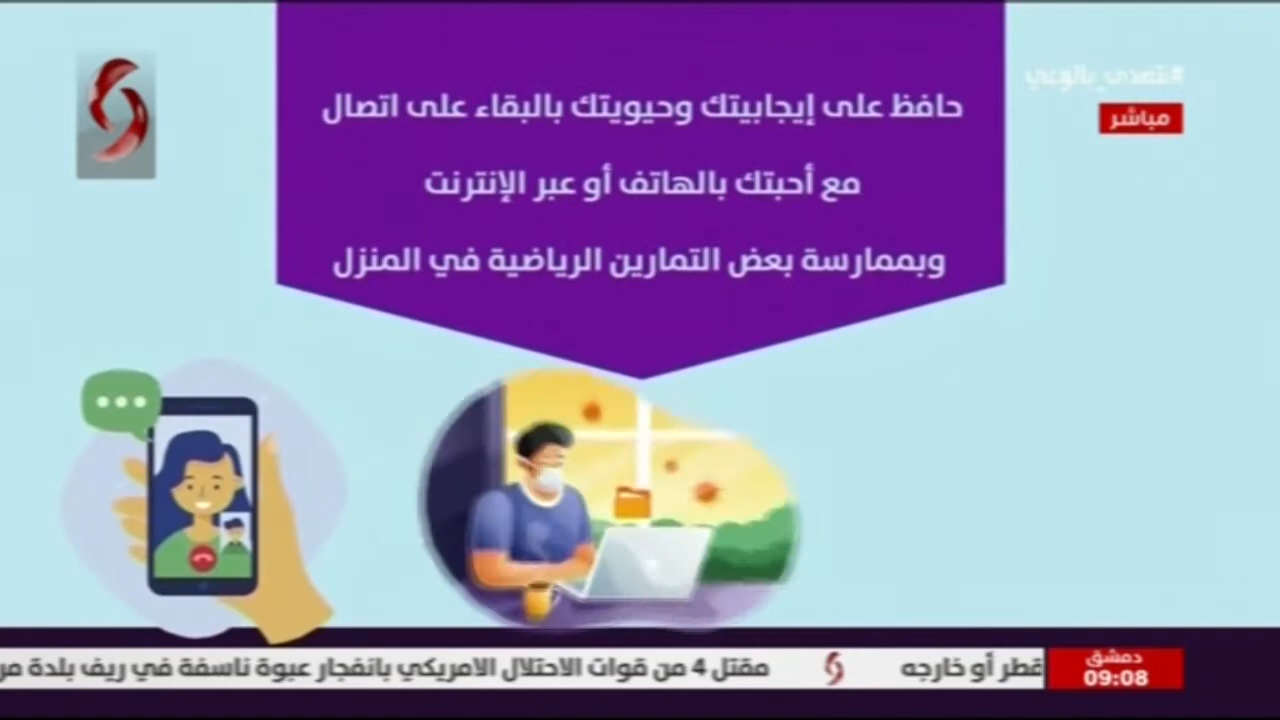 #نتصدى_بالوعي
مباشر
حافظ على إيجابيتك وحيويتك بالبقاء على اتصال
مع أحبتك بالهاتف أو عبر الإنترنت
وبممارسة بعض التمارين الرياضية في المنزل
دمشق
09:08
قطر أو خارجه
مقتل 4 من قوات الاحتلال الامريكي بانفجار عبوة ناسفة في ريف بلدة مر